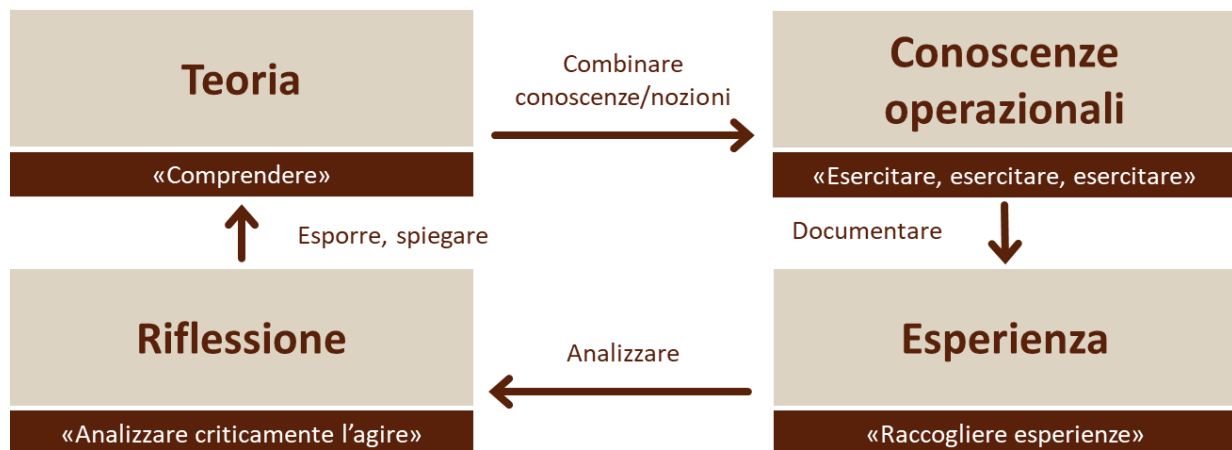 Teoria
«Comprendere»
Combinare
conoscenze/nozioni
Conoscenze
operazionali
«Esercitare, esercitare, esercitare»
Esporre, spiegare
Documentare
Riflessione
«Analizzare criticamente l’agire»
Analizzare
Esperienza
«Raccogliere esperienze»